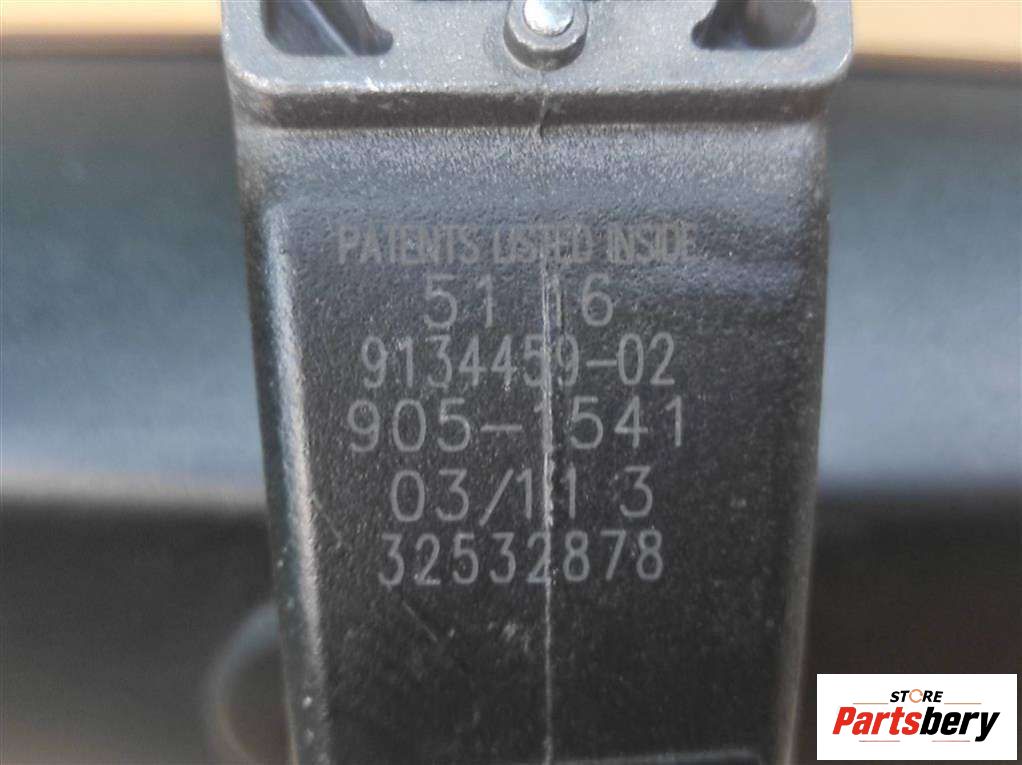 PATENTS LISTED INSIDE
51 16
9134459-02
905-1541
03/11 3
32532878
STORE
Partsbery